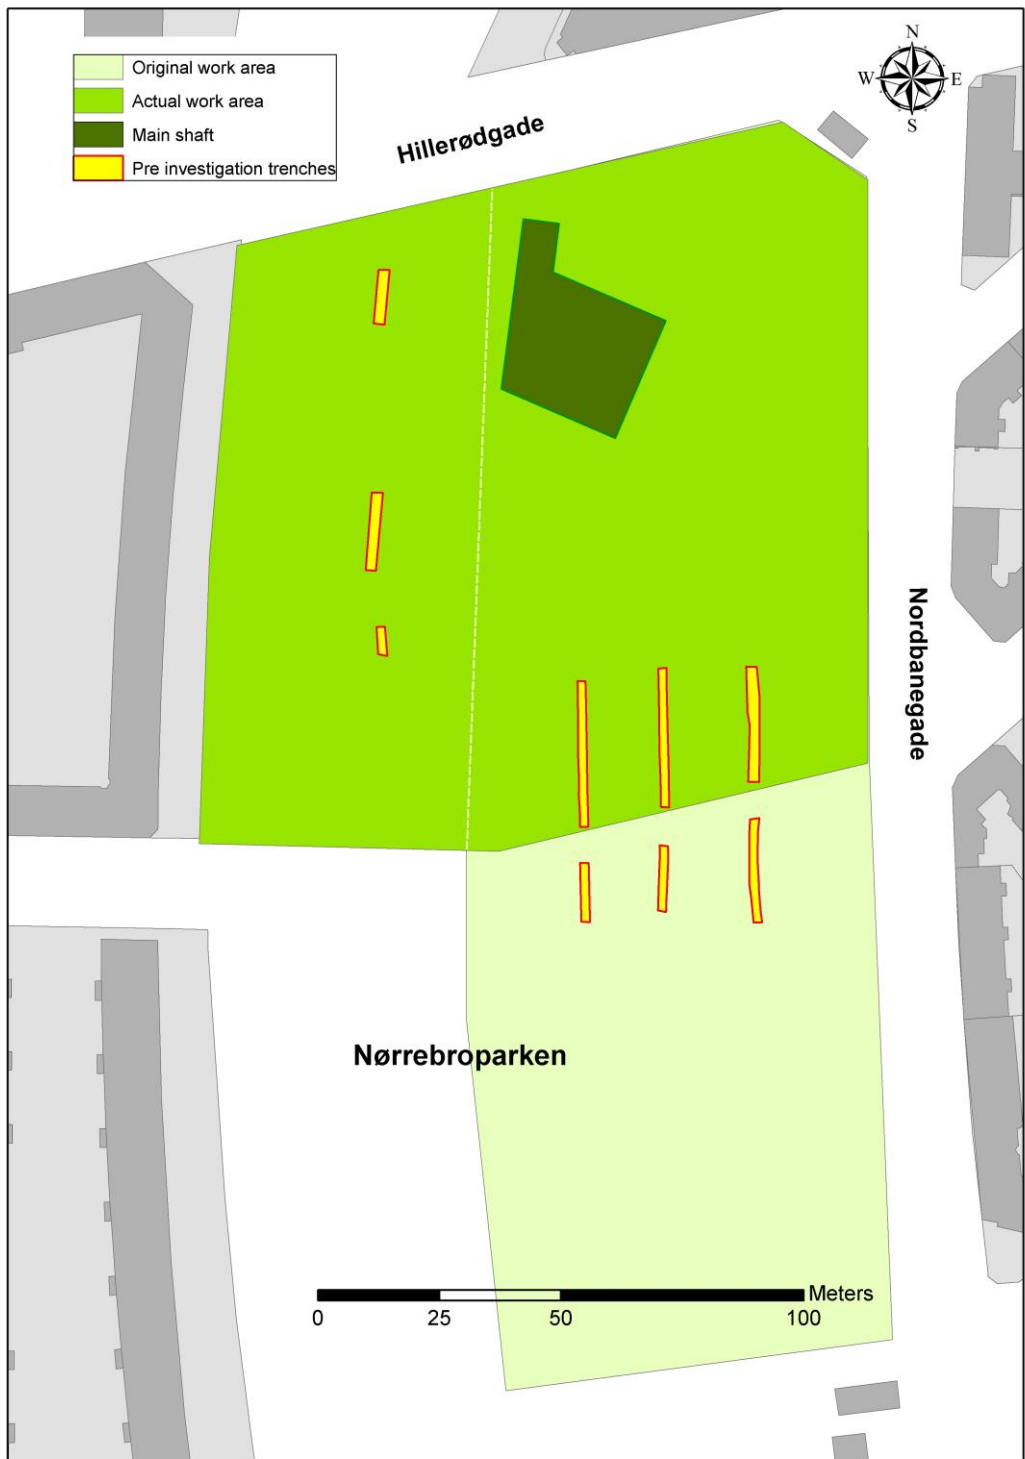 Original work area
Actual work area
Main shaft
Pre investigation trenches
N
W E
S
Hillerødgade
Nordbanegade
Nørrebroparken
Meters
0 25 50 100